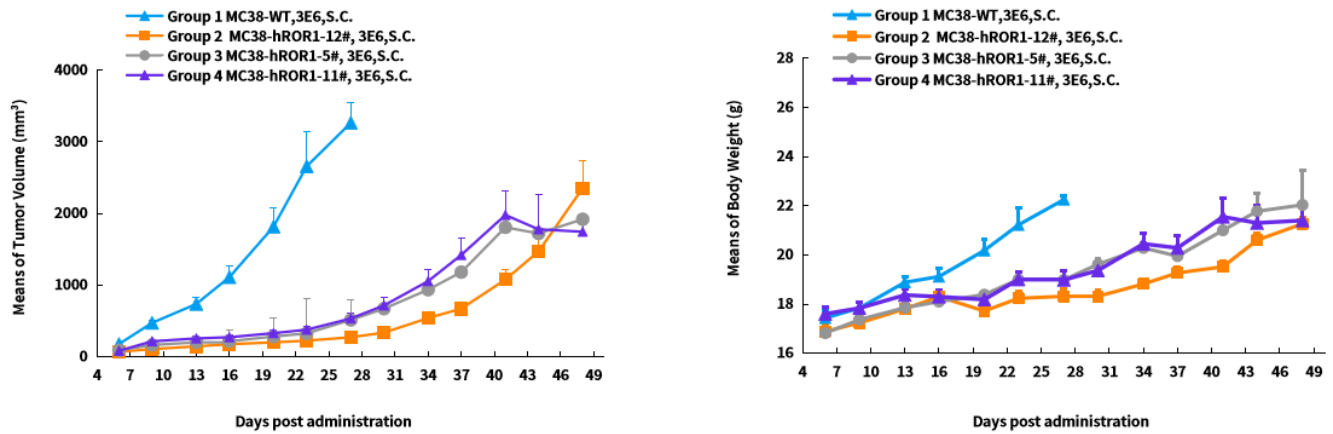 Group 1 MC38-WT,3E6,S.C.
Group 2 MC38-hROR1-12#, 3E6,S.C.
Group 3 MC38-hROR1-5#, 3E6,S.C.
Group 4 MC38-hROR1-11#, 3E6,S.C.
Means of Tumor Volume (mm³)
4000
3000
2000
1000
0
4 7 10 13 16 19 22 25 28 31 34 37 40 43 46 49
Days post administration
Group 1 MC38-WT,3E6,S.C.
Group 2 MC38-hROR1-12#, 3E6,S.C.
Group 3 MC38-hROR1-5#, 3E6,S.C.
Group 4 MC38-hROR1-11#, 3E6,S.C.
Means of Body Weight (g)
28
26
24
22
20
18
16
4 7 10 13 16 19 22 25 28 31 34 37 40 43 46 49
Days post administration